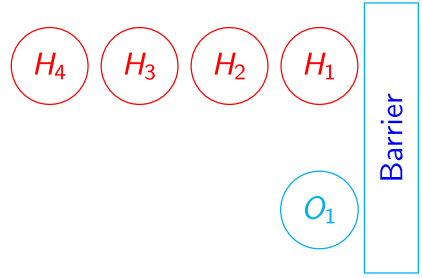 H₄ H₃ H₂ H₁
Barrier
O₁